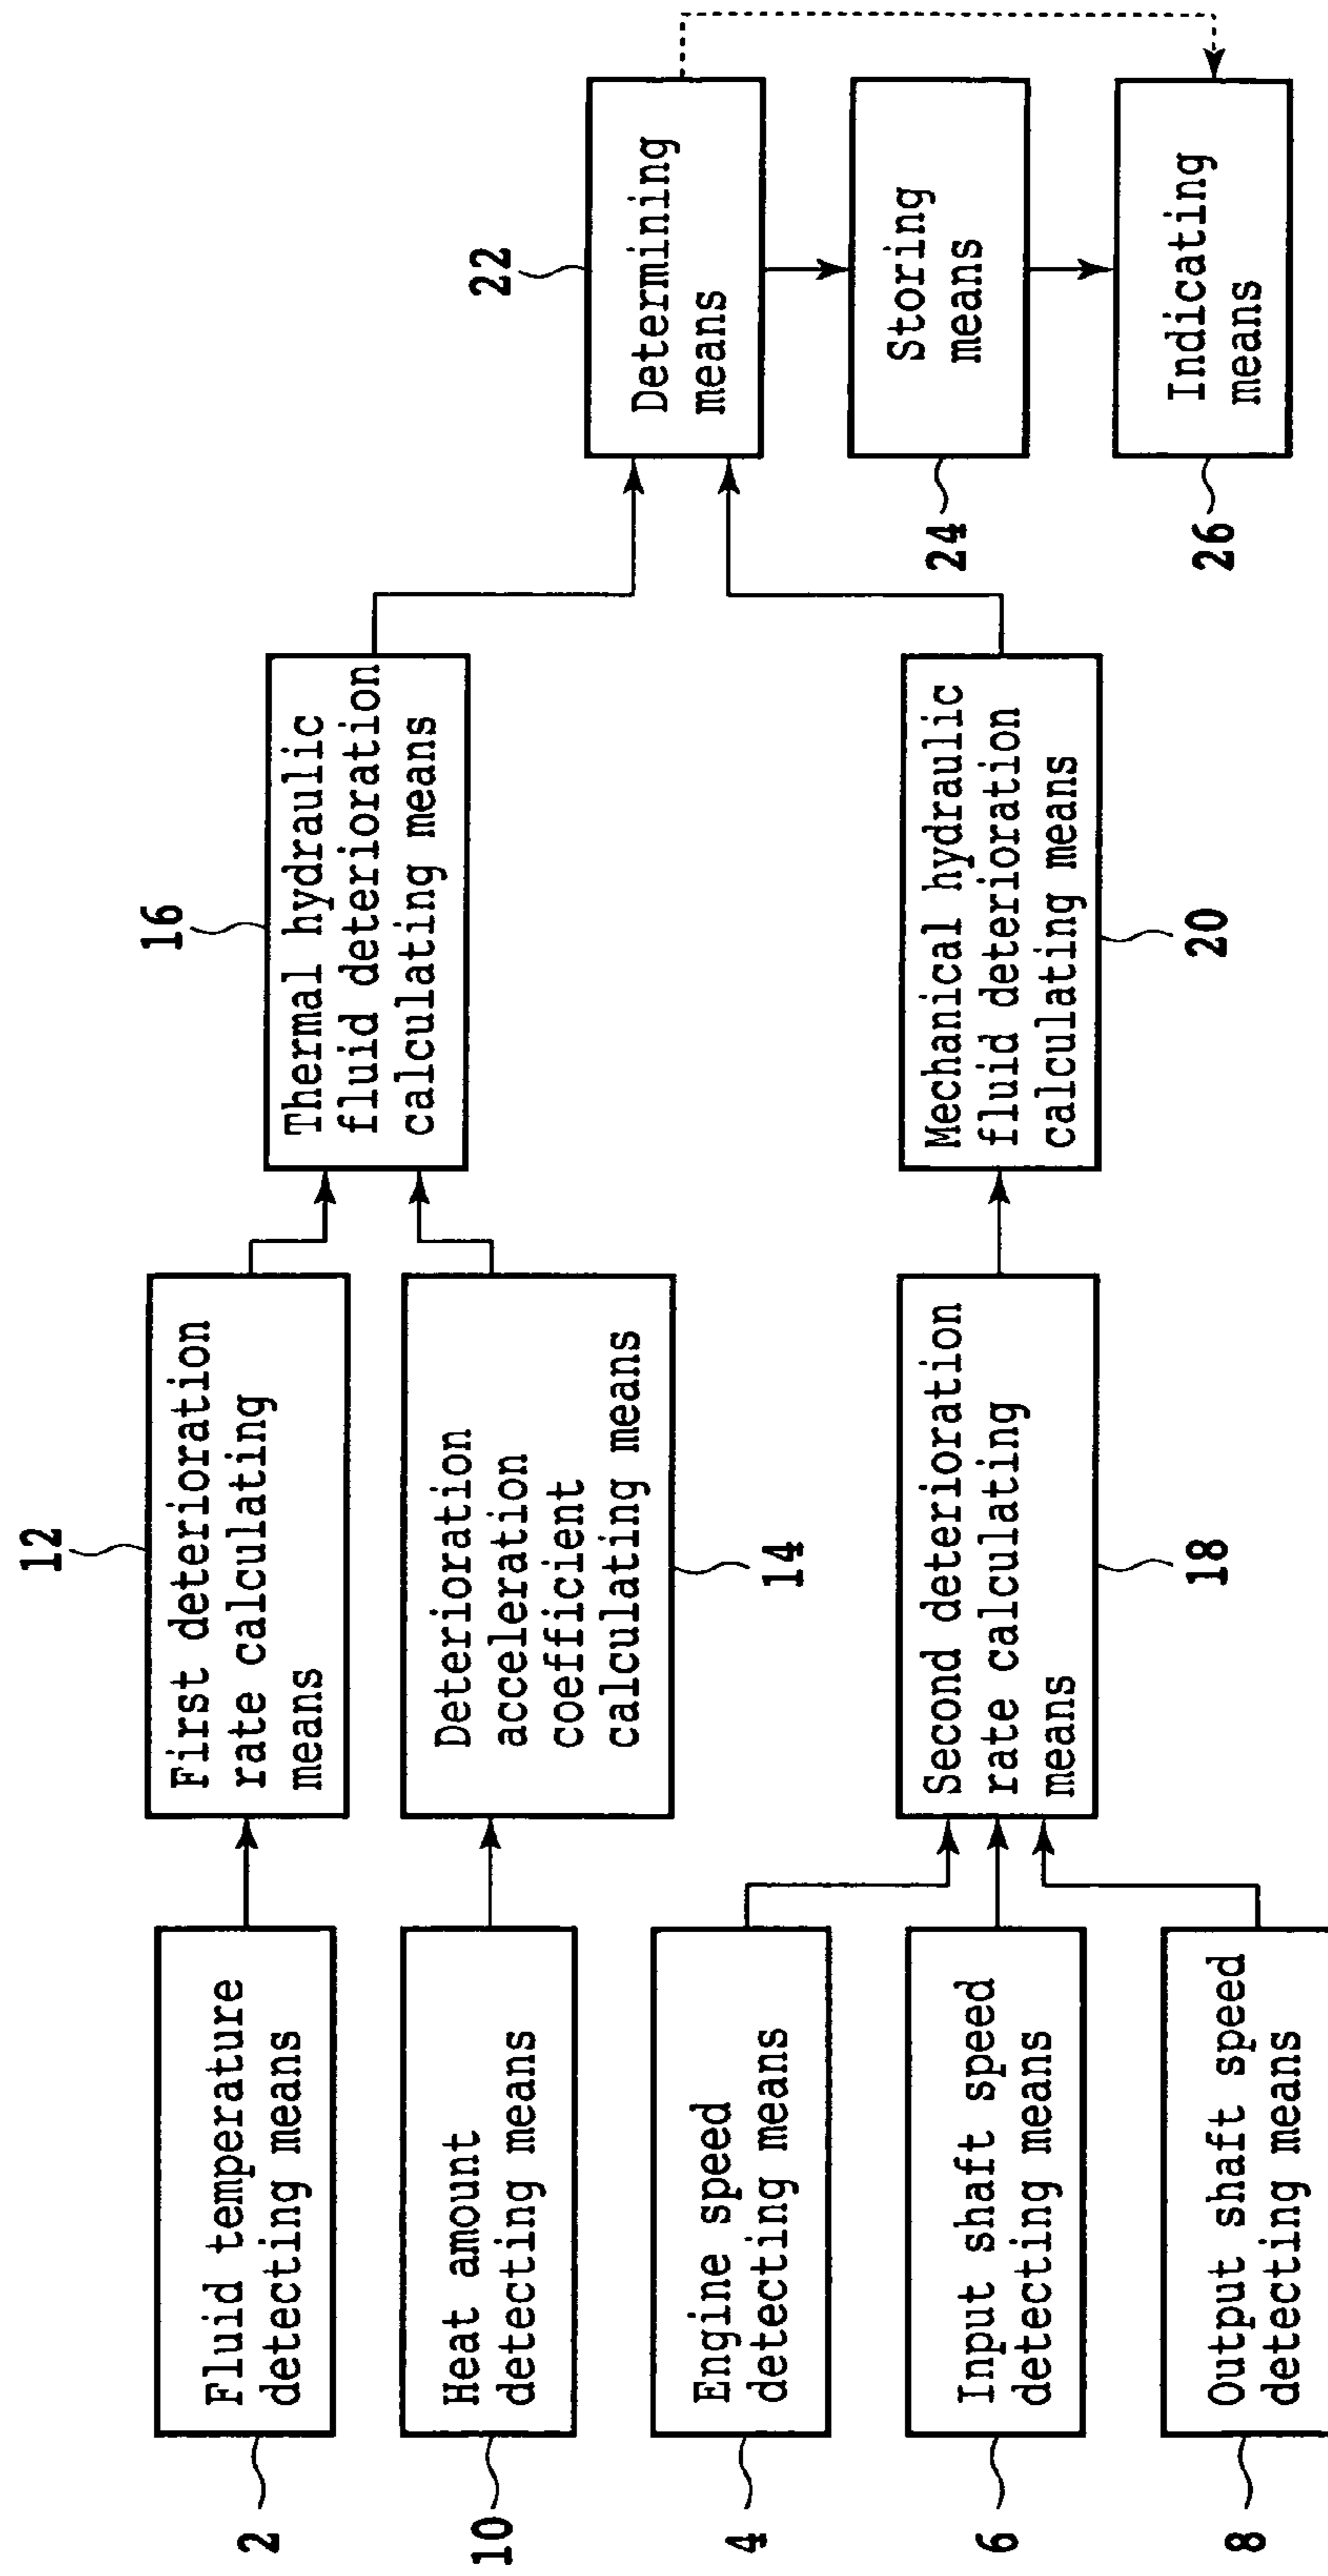 2
Fluid temperature
detecting means
10
Heat amount
detecting means
4
Engine speed
detecting means
6
Input shaft speed
detecting means
8
Output shaft speed
detecting means
12
First deterioration
rate calculating
means
14
Deterioration
acceleration
coefficient
calculating means
18
Second deterioration
rate calculating
means
16
Thermal hydraulic
fluid deterioration
calculating means
20
Mechanical hydraulic
fluid deterioration
calculating means
22
Determining
means
24
Storing
means
26
Indicating
means